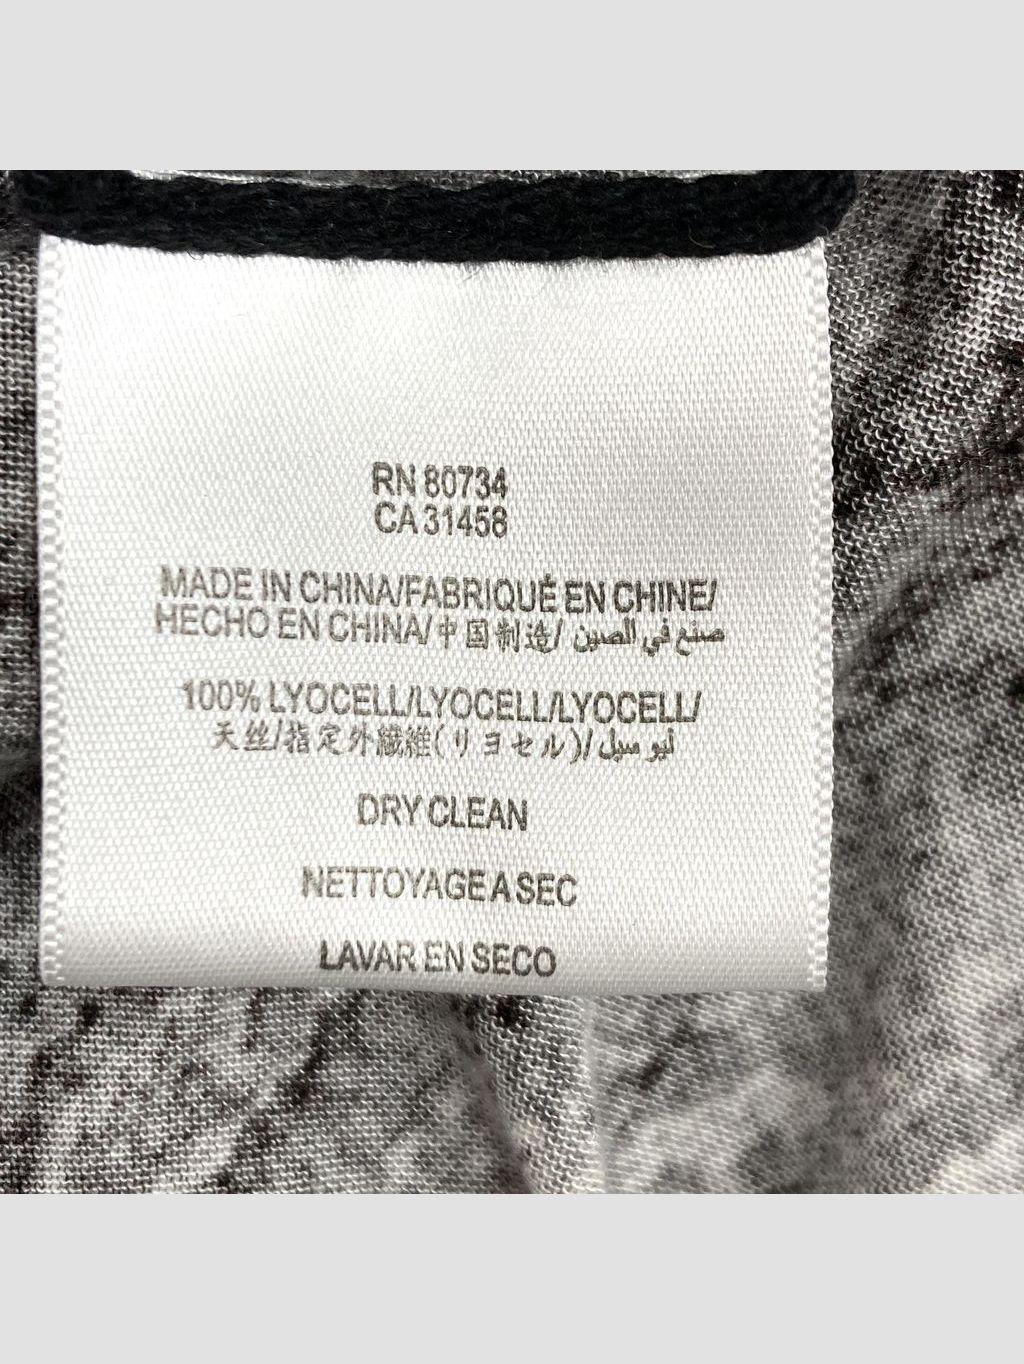 RN 80734
CA 31458
MADE IN CHINA/FABRIQUÉ EN CHINE/
HECHO EN CHINA/中国制造/ صنع في الصين
100% LYOCELL/LYOCELL/LYOCELL/
天丝/指定外繊維(リヨセル)/ ليو سيل
DRY CLEAN
NETTOYAGE A SEC
LAVAR EN SECO